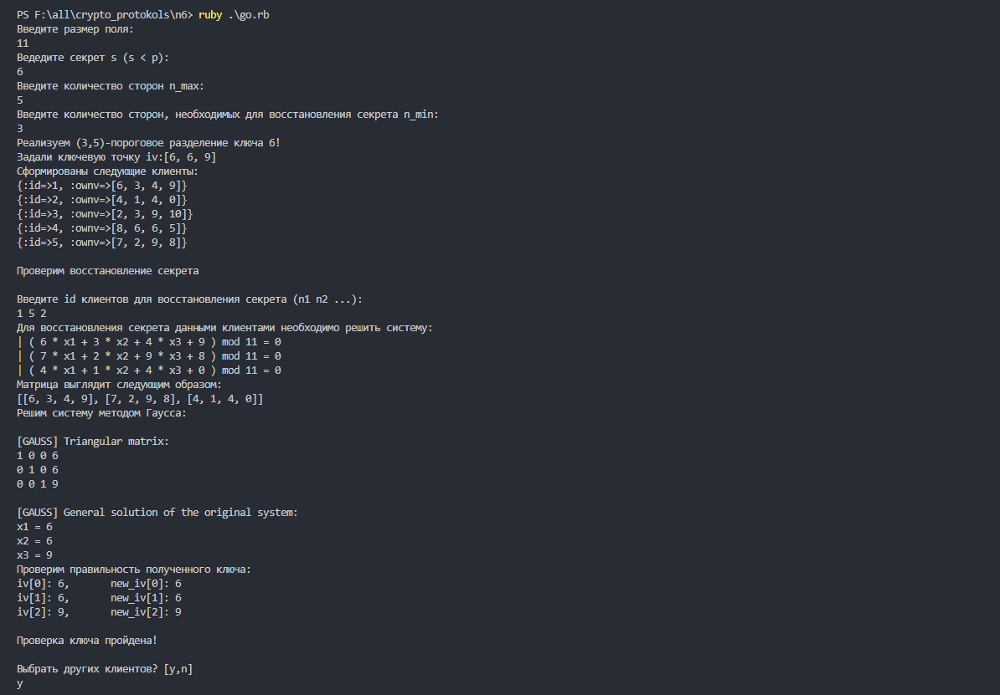 PS F:\all\crypto_protokols\n6> ruby .\go.rb
Введите размер поля:
11
Ведедите секрет s (s < p):
6
Введите количество сторон n_max:
5
Введите количество сторон, необходимых для восстановления секрета n_min:
3
Реализуем (3,5)-пороговое разделение ключа 6!
Задали ключевую точку iv:[6, 6, 9]
Сформированы следующие клиенты:
{:id=>1, :ownv=>[6, 3, 4, 9]}
{:id=>2, :ownv=>[4, 1, 4, 0]}
{:id=>3, :ownv=>[2, 3, 9, 10]}
{:id=>4, :ownv=>[8, 6, 6, 5]}
{:id=>5, :ownv=>[7, 2, 9, 8]}
Проверим восстановление секрета
Введите id клиентов для восстановления секрета (n1 n2 ...):
1 5 2
Для восстановления секрета данными клиентами необходимо решить систему:
| ( 6 * x1 + 3 * x2 + 4 * x3 + 9 ) mod 11 = 0
| ( 7 * x1 + 2 * x2 + 9 * x3 + 8 ) mod 11 = 0
| ( 4 * x1 + 1 * x2 + 4 * x3 + 0 ) mod 11 = 0
Матрица выглядит следующим образом:
[[6, 3, 4, 9], [7, 2, 9, 8], [4, 1, 4, 0]]
Решим систему методом Гаусса:
[GAUSS] Triangular matrix:
1 0 0 6
0 1 0 6
0 0 1 9
[GAUSS] General solution of the original system:
x1 = 6
x2 = 6
x3 = 9
Проверим правильность полученного ключа:
iv[0]: 6,       new_iv[0]: 6
iv[1]: 6,       new_iv[1]: 6
iv[2]: 9,       new_iv[2]: 9
Проверка ключа пройдена!
Выбрать других клиентов? [y,n]
y